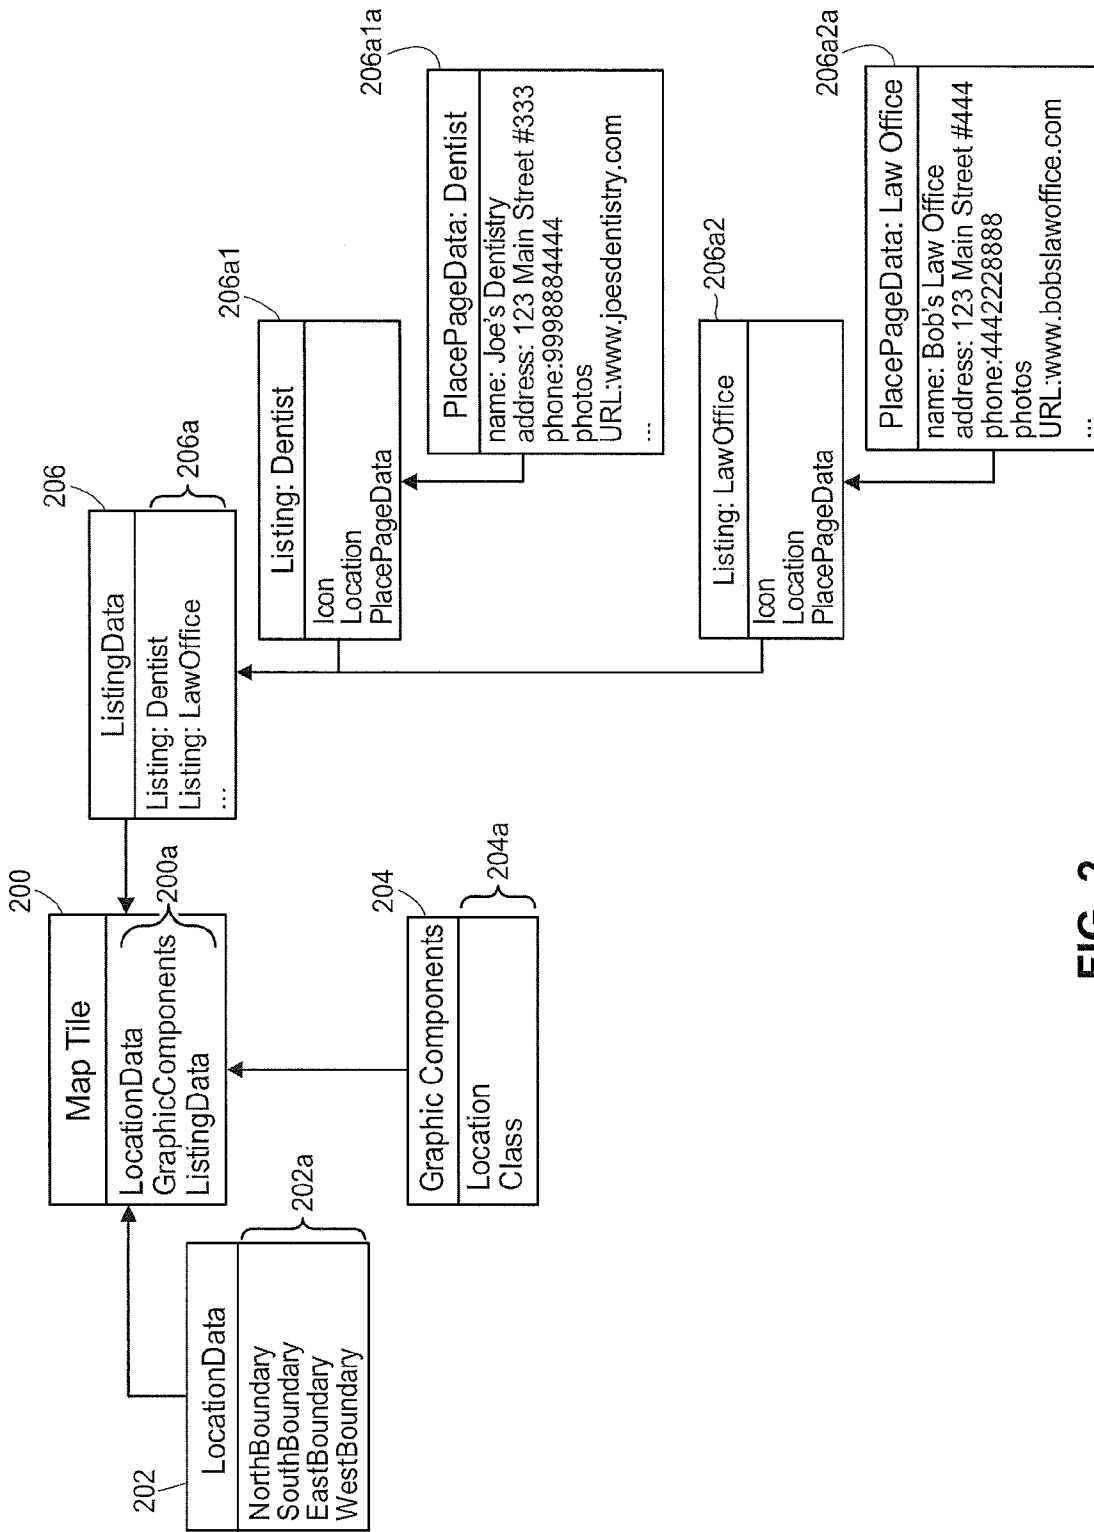 200
Map Tile
LocationData
GraphicComponents
ListingData
200a
202
LocationData
NorthBoundary
SouthBoundary
EastBoundary
WestBoundary
202a
204
Graphic Components
Location
Class
204a
206
ListingData
Listing: Dentist
Listing: LawOffice
...
206a
206a1
Listing: Dentist
Icon
Location
PlacePageData
206a1a
PlacePageData: Dentist
name: Joe's Dentistry
address: 123 Main Street #333
phone:9998884444
photos
URL:www.joesdentistry.com
...
206a2
Listing: LawOffice
Icon
Location
PlacePageData
206a2a
PlacePageData: Law Office
name: Bob's Law Office
address: 123 Main Street #444
phone:4442228888
photos
URL:www.bobslawoffice.com
...
FIG. 2